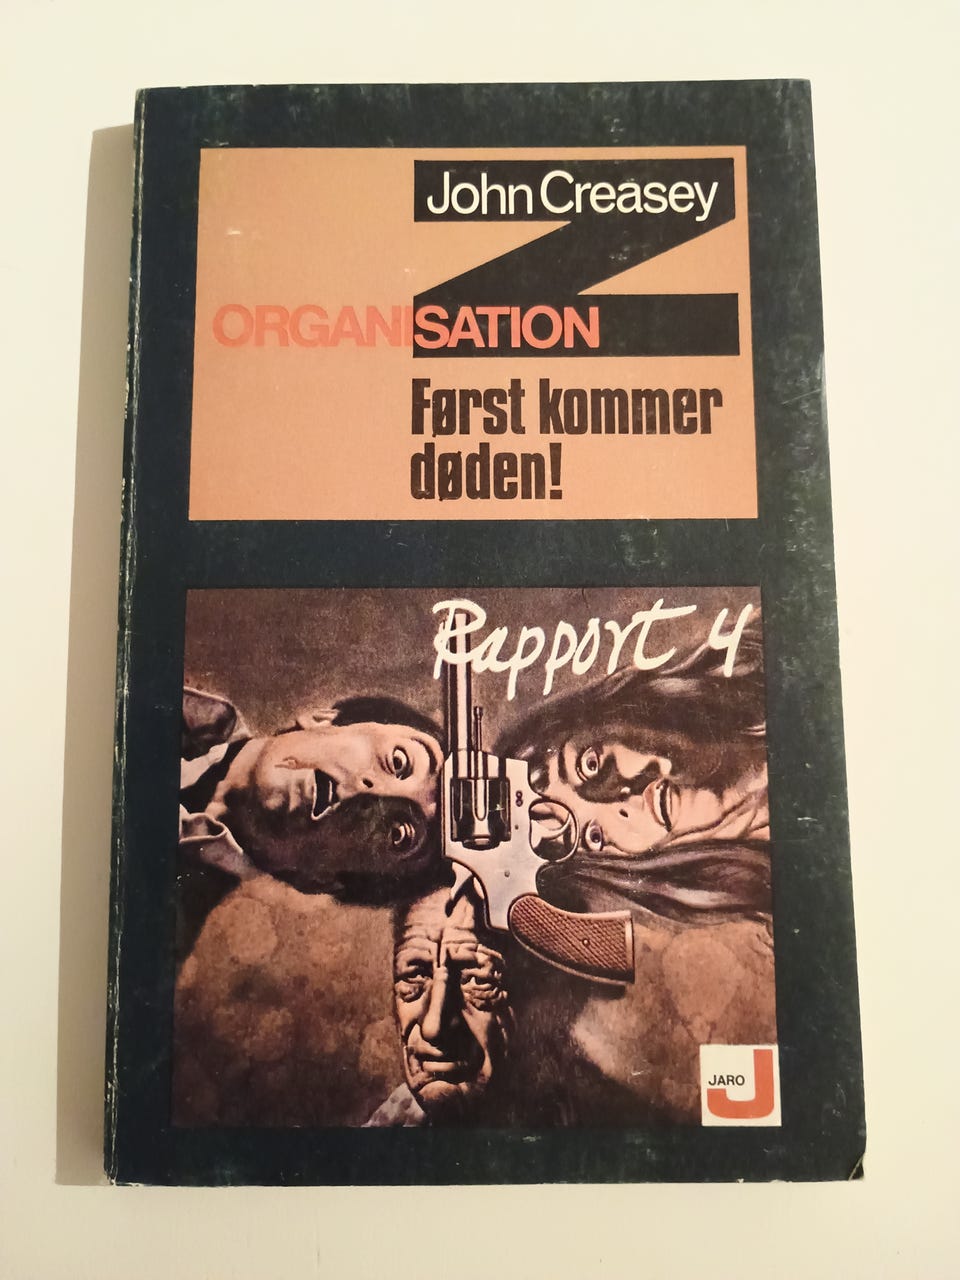 John Creasey
Z
ORGANISATION
Først kommer
døden!
Rapport 4
JARO
J